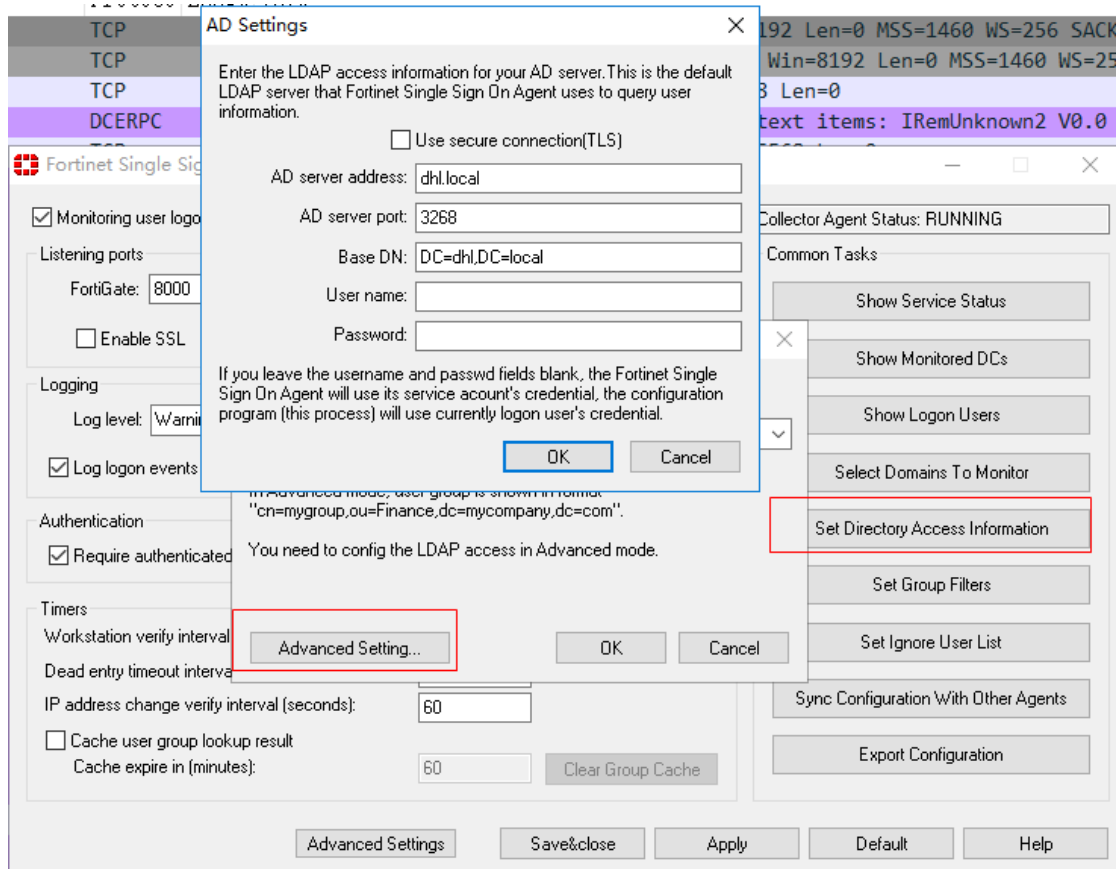 TCP
TCP
TCP
DCERPC
192 Len=0 MSS=1460 WS=256 SACK
Win=8192 Len=0 MSS=1460 WS=25
8 Len=0
text items: IRemUnknown2 V0.0
AD Settings
Enter the LDAP access information for your AD server.This is the default
LDAP server that Fortinet Single Sign On Agent uses to query user
information.
Use secure connection(TLS)
AD server address: dhl.local
AD server port: 3268
Base DN: DC=dhl,DC=local
User name:
Password:
If you leave the username and passwd fields blank, the Fortinet Single
Sign On Agent will use its service acount's credential, the configuration
program (this process) will use currently logon user's credential.
OK Cancel
Fortinet Single Sig
Monitoring user logo
Collector Agent Status: RUNNING
Listening ports
FortiGate: 8000
Enable SSL
Logging
Log level: Warni
Log logon events
Authentication
Require authenticated
Timers
Workstation verify interval
Dead entry timeout interva
IP address change verify interval (seconds): 60
Cache user group lookup result
Cache expire in (minutes): 60 Clear Group Cache
In Advanced mode, user group is shown in format
"cn=mygroup,ou=Finance,dc=mycompany,dc=com".
You need to config the LDAP access in Advanced mode.
Advanced Setting... OK Cancel
Common Tasks
Show Service Status
Show Monitored DCs
Show Logon Users
Select Domains To Monitor
Set Directory Access Information
Set Group Filters
Set Ignore User List
Sync Configuration With Other Agents
Export Configuration
Advanced Settings Save&close Apply Default Help